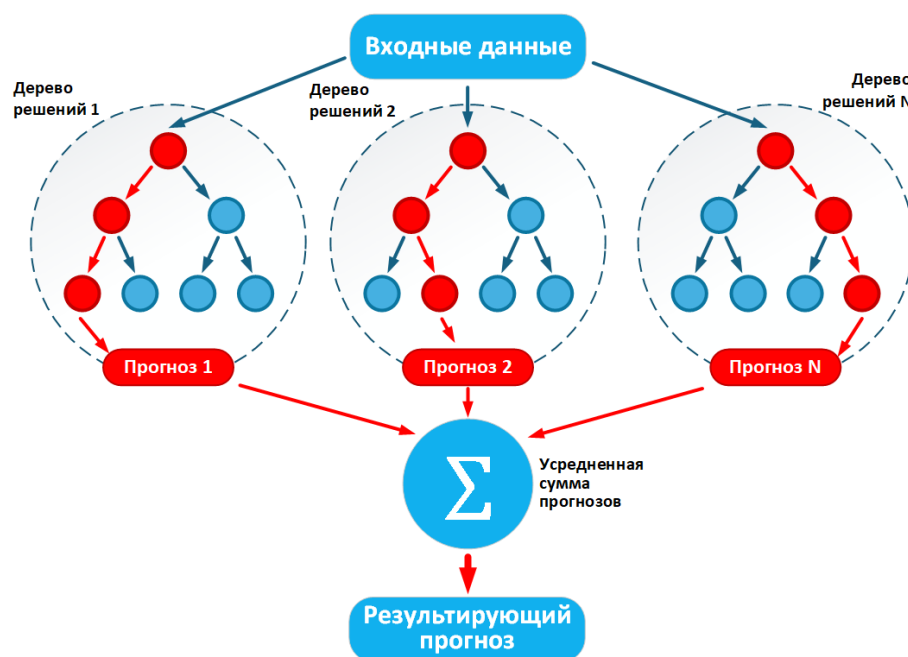 Входные данные
Дерево
решений 1
Дерево
решений 2
Дерево
решений N
Прогноз 1
Прогноз 2
Прогноз N
Σ
Усредненная
сумма
прогнозов
Результирующий
прогноз